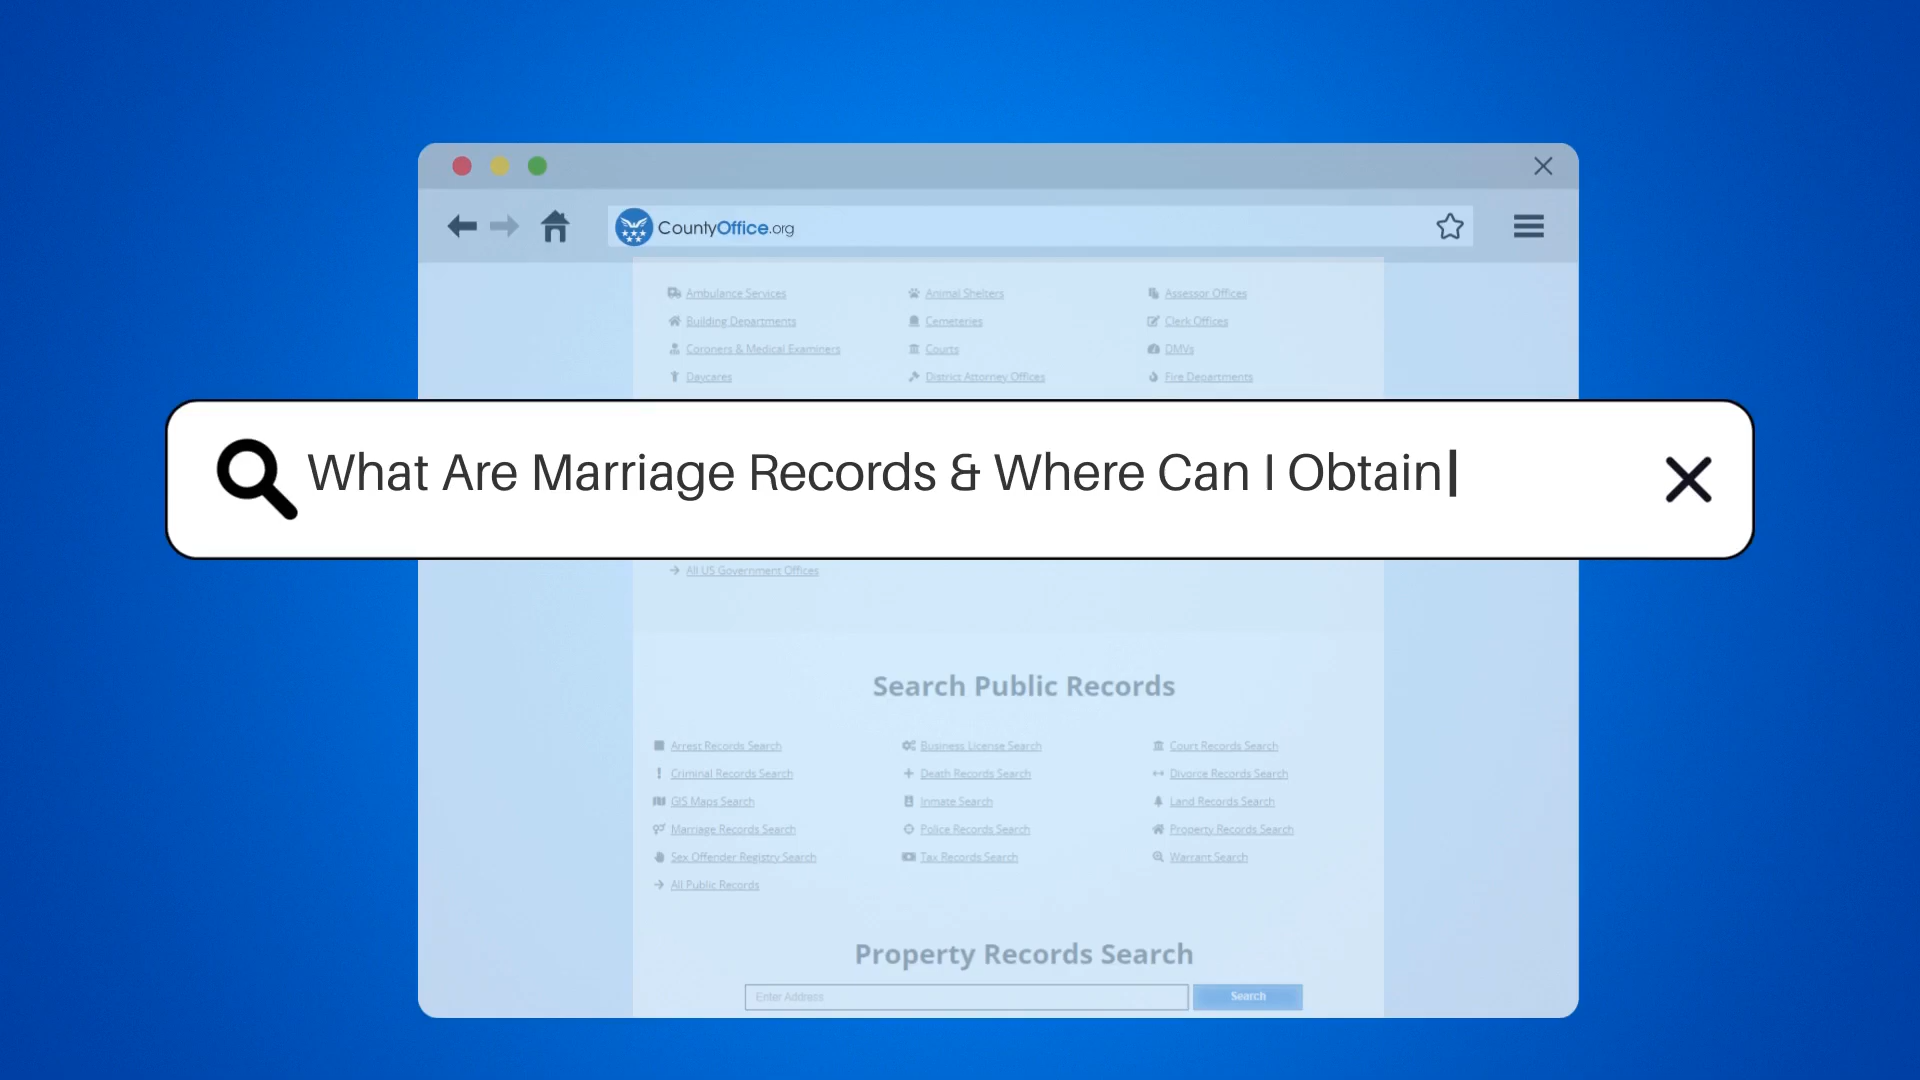 CountyOffice.org
Ambulance Services Animal Shelters Assessor Offices
Building Departments Cemeteries Clerk Offices
Coroners & Medical Examiners Courts DMVs
Daycares District Attorney Offices Fire Departments
What Are Marriage Records & Where Can I Obtain
All US Government Offices
Search Public Records
Arrest Records Search Business License Search Court Records Search
Criminal Records Search Death Records Search Divorce Records Search
GIS Maps Search Inmate Search Land Records Search
Marriage Records Search Police Records Search Property Records Search
Sex Offender Registry Search Tax Records Search Warrant Search
All Public Records
Property Records Search
Enter Address Search